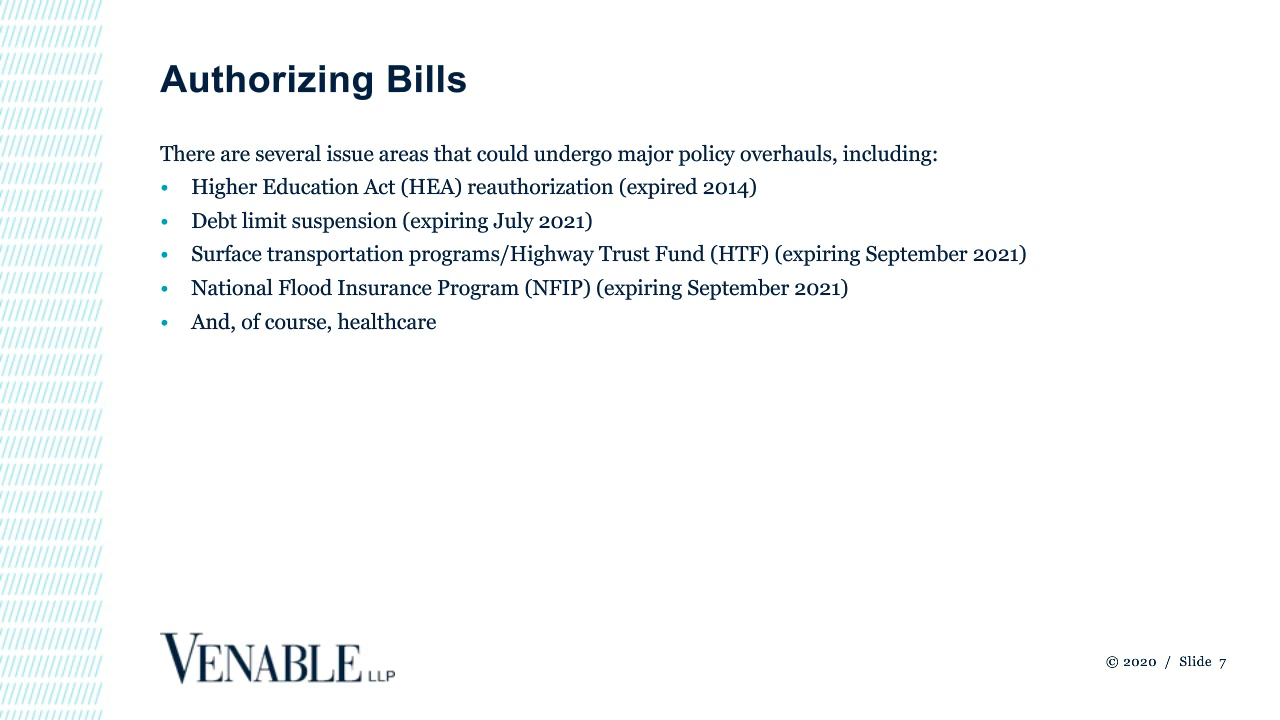 Authorizing Bills
There are several issue areas that could undergo major policy overhauls, including:
• Higher Education Act (HEA) reauthorization (expired 2014)
• Debt limit suspension (expiring July 2021)
• Surface transportation programs/Highway Trust Fund (HTF) (expiring September 2021)
• National Flood Insurance Program (NFIP) (expiring September 2021)
• And, of course, healthcare
VENABLE LLP
© 2020 / Slide 7